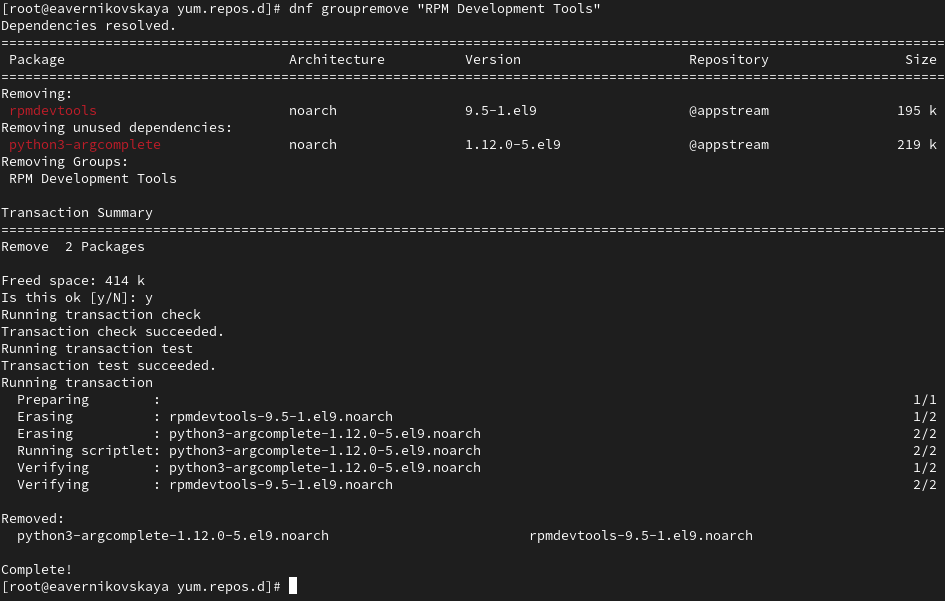 [root@eavernikovskaya yum.repos.d]# dnf groupremove "RPM Development Tools"
Dependencies resolved.
================================================================================
 Package                            Architecture          Version                     Repository                 Size
================================================================================
Removing:
 rpmdevtools                        noarch                9.5-1.el9                   @appstream                195 k
Removing unused dependencies:
 python3-argcomplete                noarch                1.12.0-5.el9                @appstream                219 k
Removing Groups:
 RPM Development Tools

Transaction Summary
================================================================================
Remove  2 Packages

Freed space: 414 k
Is this ok [y/N]: y
Running transaction check
Transaction check succeeded.
Running transaction test
Transaction test succeeded.
Running transaction
  Preparing        :                                                                                              1/1
  Erasing          : rpmdevtools-9.5-1.el9.noarch                                                                 1/2
  Erasing          : python3-argcomplete-1.12.0-5.el9.noarch                                                      2/2
  Running scriptlet: python3-argcomplete-1.12.0-5.el9.noarch                                                      2/2
  Verifying        : python3-argcomplete-1.12.0-5.el9.noarch                                                      1/2
  Verifying        : rpmdevtools-9.5-1.el9.noarch                                                                 2/2

Removed:
  python3-argcomplete-1.12.0-5.el9.noarch                         rpmdevtools-9.5-1.el9.noarch

Complete!
[root@eavernikovskaya yum.repos.d]#